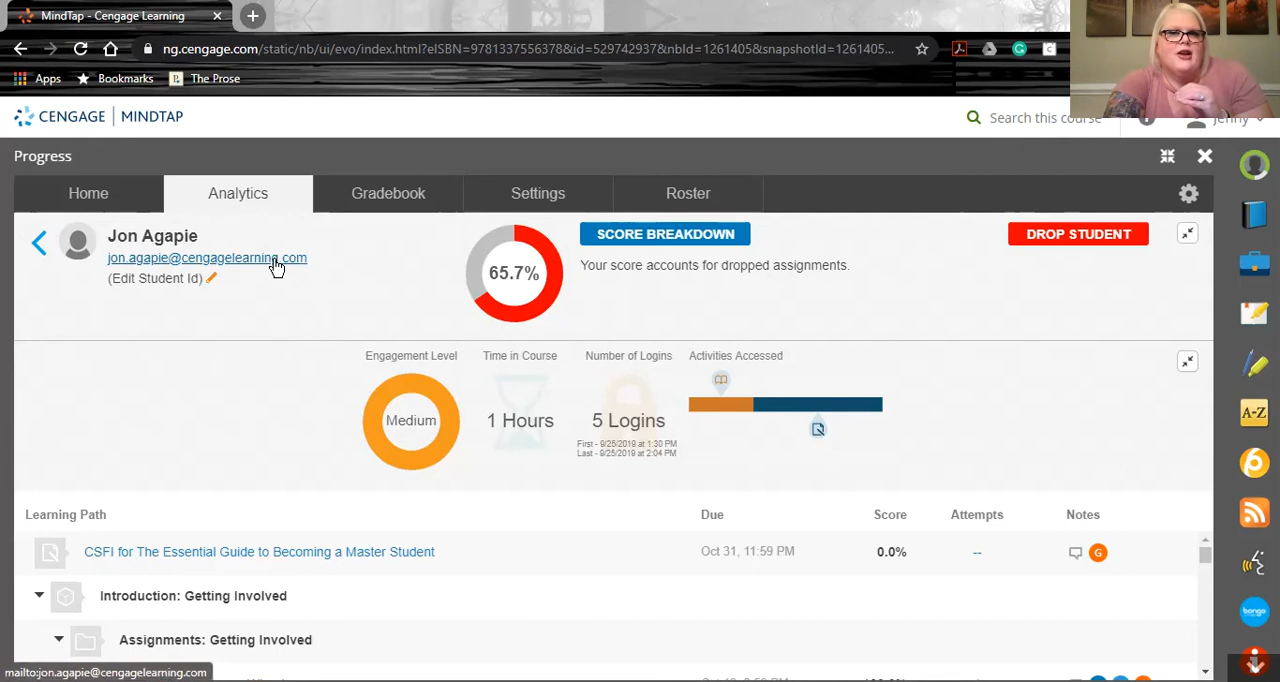 MindTap - Cengage Learning
ng.cengage.com/static/nb/ui/evo/index.html?eISBN=9781337556378&id=529742937&nbId=1261405&snapshotId=1261405...
Apps Bookmarks The Prose
CENGAGE | MINDTAP
Search this course
jenny
Progress
Home Analytics Gradebook Settings Roster
Jon Agapie
jon.agapie@cengagelearning.com
(Edit Student Id)
65.7%
SCORE BREAKDOWN
Your score accounts for dropped assignments.
DROP STUDENT
Engagement Level Time in Course Number of Logins Activities Accessed
Medium 1 Hours 5 Logins
First - 9/25/2019 at 1:30 PM
Last - 9/25/2019 at 2:04 PM
A-Z
bongo
Learning Path Due Score Attempts Notes
CSFI for The Essential Guide to Becoming a Master Student Oct 31, 11:59 PM 0.0% -- G
Introduction: Getting Involved
Assignments: Getting Involved
mailto:jon.agapie@cengagelearning.com